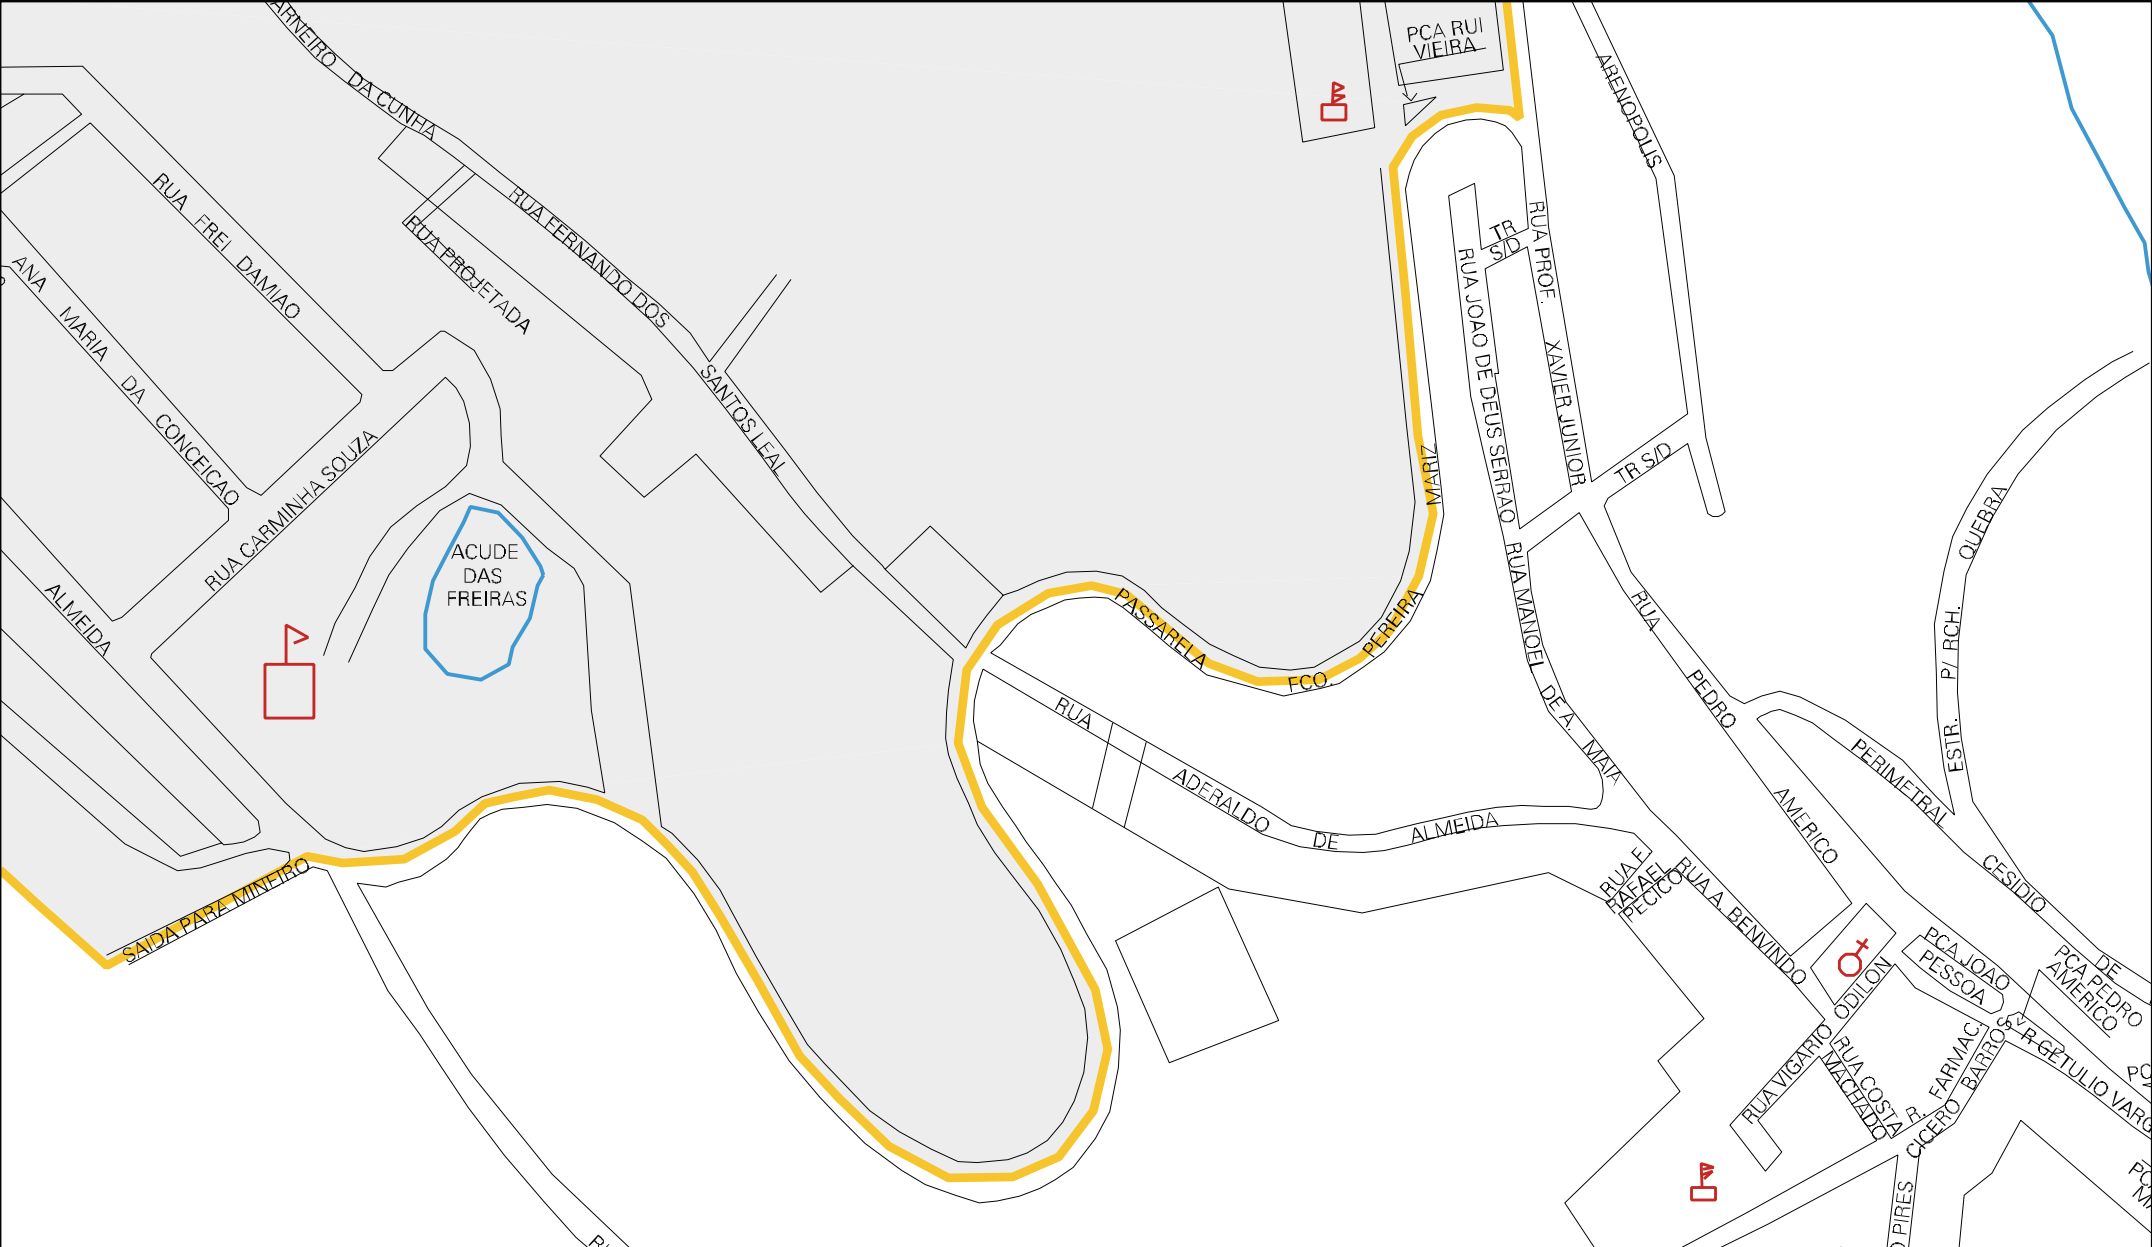 PCA RUI
VIEIRA
ARNEIRO DA CUNHA
ARENOPOLIS
RUA FREI DAMIAO
RUA FERNANDO DOS
SANTOS LEAL
RUA PROJETADA
ANA MARIA DA CONCEICAO
RUA CARMINHA SOUZA
ALMEIDA
ACUDE
DAS
FREIRAS
SAIDA PARA MINEIRO
TR
S/D
RUA PROF. XAVIER JUNIOR
RUA JOAO DE DEUS SERRAO
TR S/D
PASSARELA FCO. PEREIRA MARIZ
RUA MANOEL DE A. MAIA
RUA PEDRO AMERICO
RUA ADERALDO DE ALMEIDA
ESTR. P/ RCH. QUEBRA
PERIMETRAL CESIDIO DE
RUA F.
RAFAEL
PECICO
RUA A. BENVINDO
PCA JOAO
PESSOA
PCA PEDRO
AMERICO
RUA VIGARIO ODILON
RUA COSTA
MACHADO
R. FARMAC.
CICERO BARROS
R GETULIO VARG
PIRES